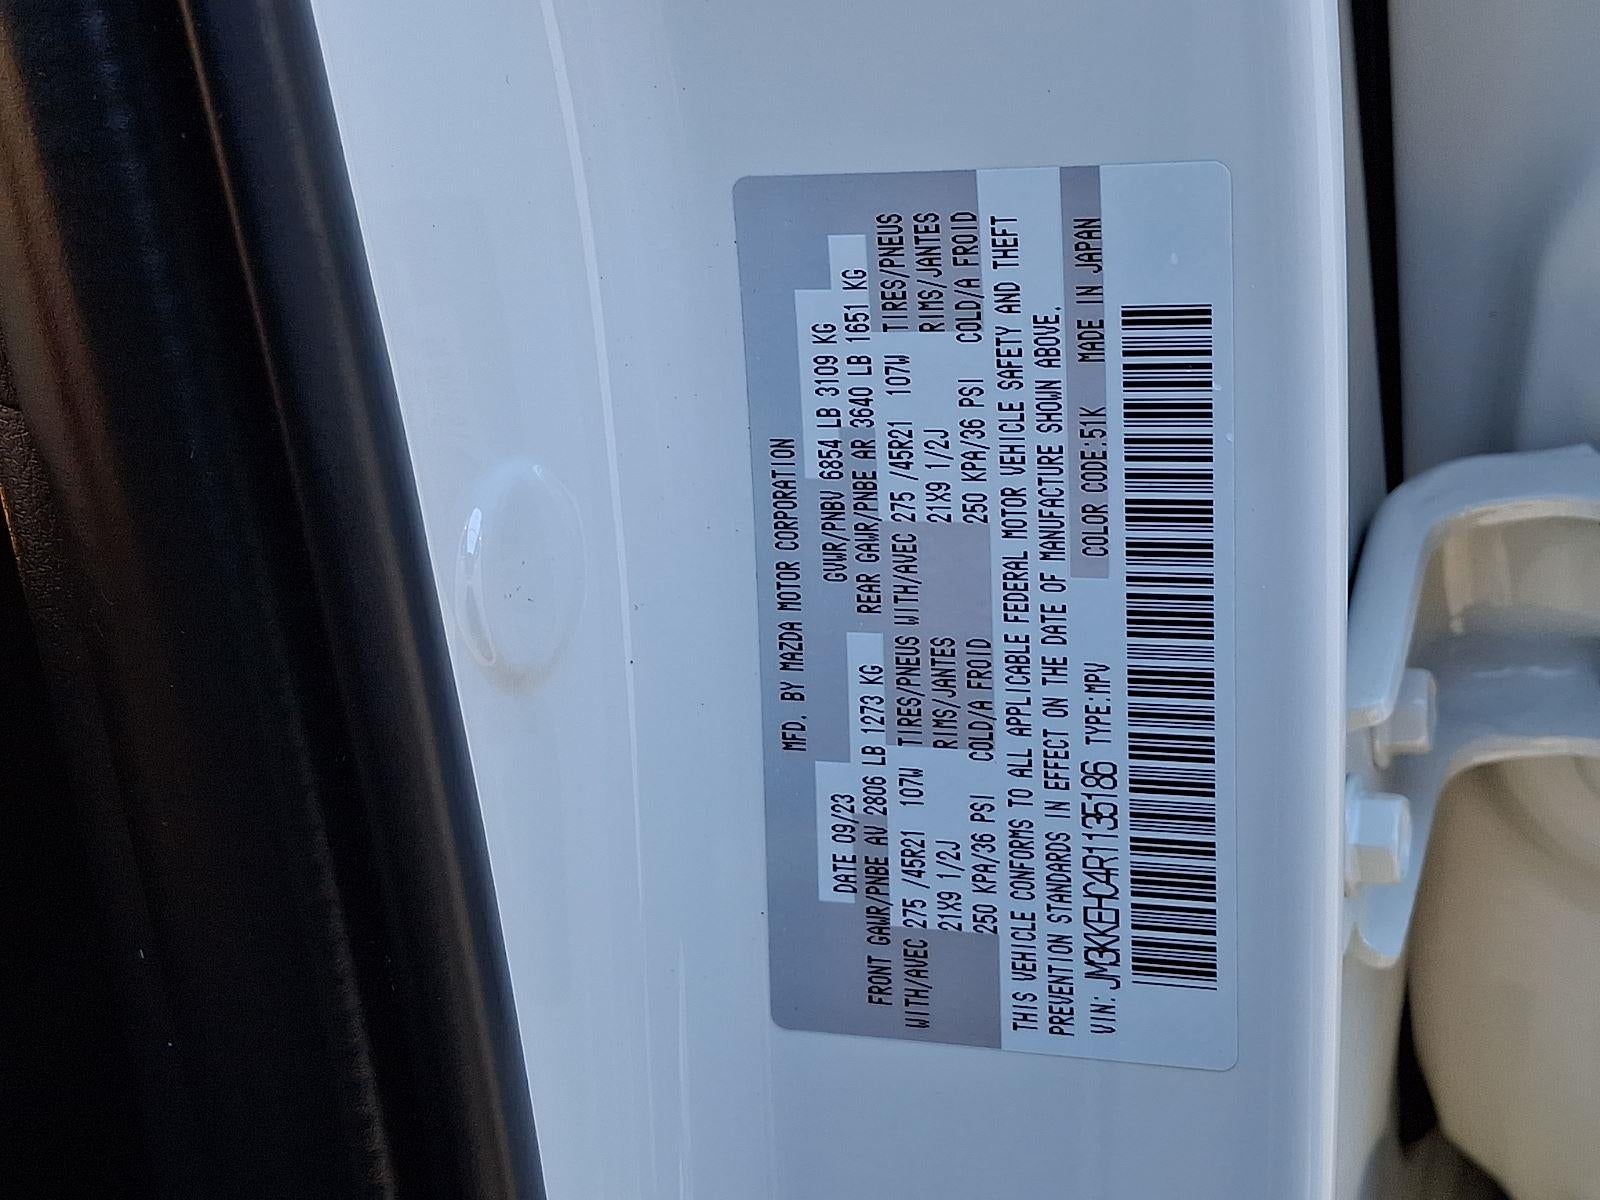 MFD. BY MAZDA MOTOR CORPORATION
DATE 09/23 GVWR/PNBV 6854 LB 3109 KG
FRONT GAWR/PNBE AV 2806 LB 1273 KG REAR GAWR/PNBE AR 3640 LB 1651 KG
WITH/AVEC 275 /45R21 107W TIRES/PNEUS WITH/AVEC 275 /45R21 107W TIRES/PNEUS
21X9 1/2J RIMS/JANTES 21X9 1/2J RIMS/JANTES
250 KPA/36 PSI COLD/A FROID 250 KPA/36 PSI COLD/A FROID
THIS VEHICLE CONFORMS TO ALL APPLICABLE FEDERAL MOTOR VEHICLE SAFETY AND THEFT
PREVENTION STANDARDS IN EFFECT ON THE DATE OF MANUFACTURE SHOWN ABOVE.
VIN: JM3KKEHC4R1135186 TYPE:MPV COLOR CODE:51K MADE IN JAPAN